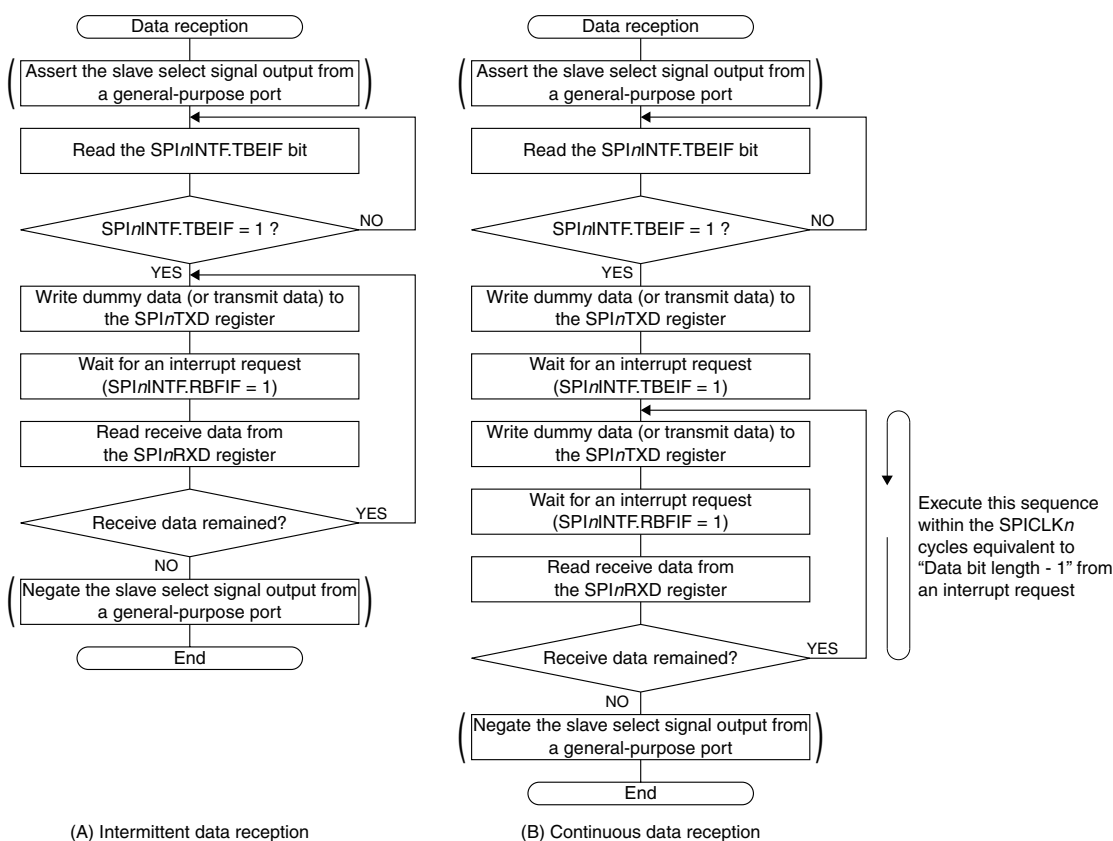 Data reception
Assert the slave select signal output from
a general-purpose port
Read the SPInINTF.TBEIF bit
SPInINTF.TBEIF = 1 ?
NO
YES
Write dummy data (or transmit data) to
the SPInTXD register
Wait for an interrupt request
(SPInINTF.RBFIF = 1)
Read receive data from
the SPInRXD register
Receive data remained?
YES
NO
Negate the slave select signal output from
a general-purpose port
End
(A) Intermittent data reception
Data reception
Assert the slave select signal output from
a general-purpose port
Read the SPInINTF.TBEIF bit
SPInINTF.TBEIF = 1 ?
NO
YES
Write dummy data (or transmit data) to
the SPInTXD register
Wait for an interrupt request
(SPInINTF.TBEIF = 1)
Write dummy data (or transmit data) to
the SPInTXD register
Wait for an interrupt request
(SPInINTF.RBFIF = 1)
Read receive data from
the SPInRXD register
Receive data remained?
YES
NO
Negate the slave select signal output from
a general-purpose port
End
Execute this sequence
within the SPICLKn
cycles equivalent to
“Data bit length - 1” from
an interrupt request
(B) Continuous data reception